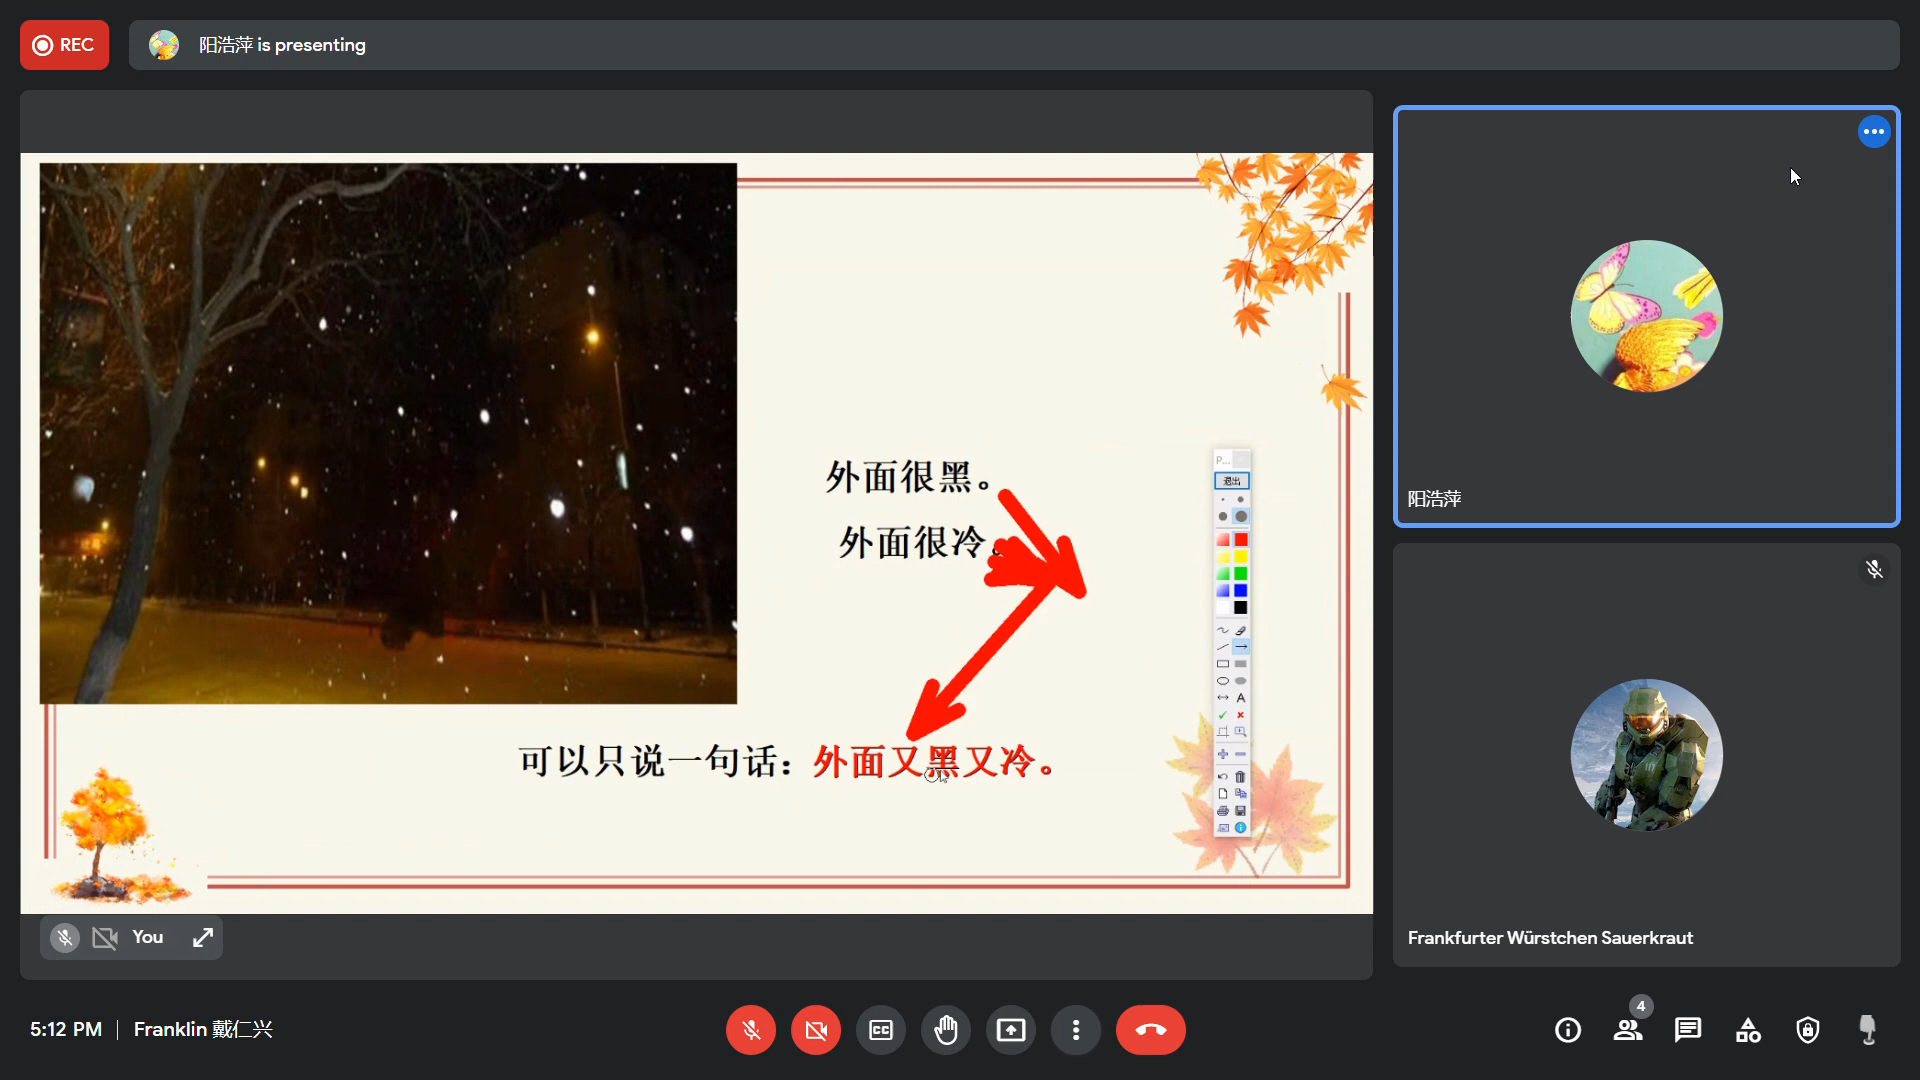 REC
阳浩萍 is presenting
外面很黑。
外面很冷。
可以只说一句话：外面又黑又冷。
P...
退出
A
阳浩萍
Frankfurter Würstchen Sauerkraut
You
5:12 PM | Franklin 戴仁兴
CC
4